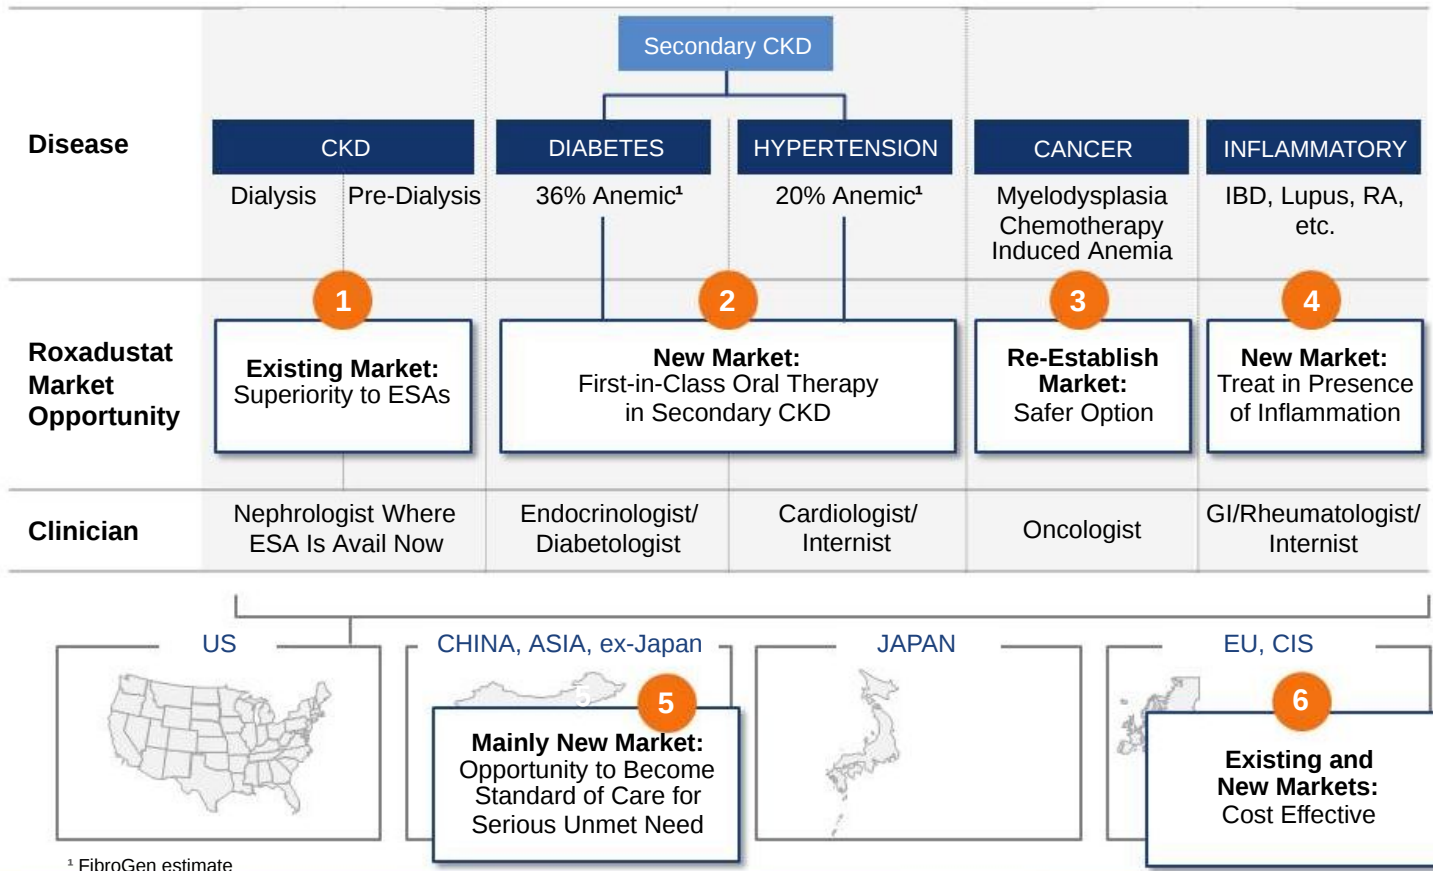 Secondary CKD
Disease
CKD
DIABETES
HYPERTENSION
CANCER
INFLAMMATORY
Dialysis
Pre-Dialysis
36% Anemic¹
20% Anemic¹
Myelodysplasia
Chemotherapy
Induced Anemia
IBD, Lupus, RA,
etc.
1
2
3
4
Roxadustat
Market
Opportunity
Existing Market:
Superiority to ESAs
New Market:
First-in-Class Oral Therapy
in Secondary CKD
Re-Establish
Market:
Safer Option
New Market:
Treat in Presence
of Inflammation
Clinician
Nephrologist Where
ESA Is Avail Now
Endocrinologist/
Diabetologist
Cardiologist/
Internist
Oncologist
GI/Rheumatologist/
Internist
US
CHINA, ASIA, ex-Japan
JAPAN
EU, CIS
5
5
6
Mainly New Market:
Opportunity to Become
Standard of Care for
Serious Unmet Need
Existing and
New Markets:
Cost Effective
¹ FibroGen estimate